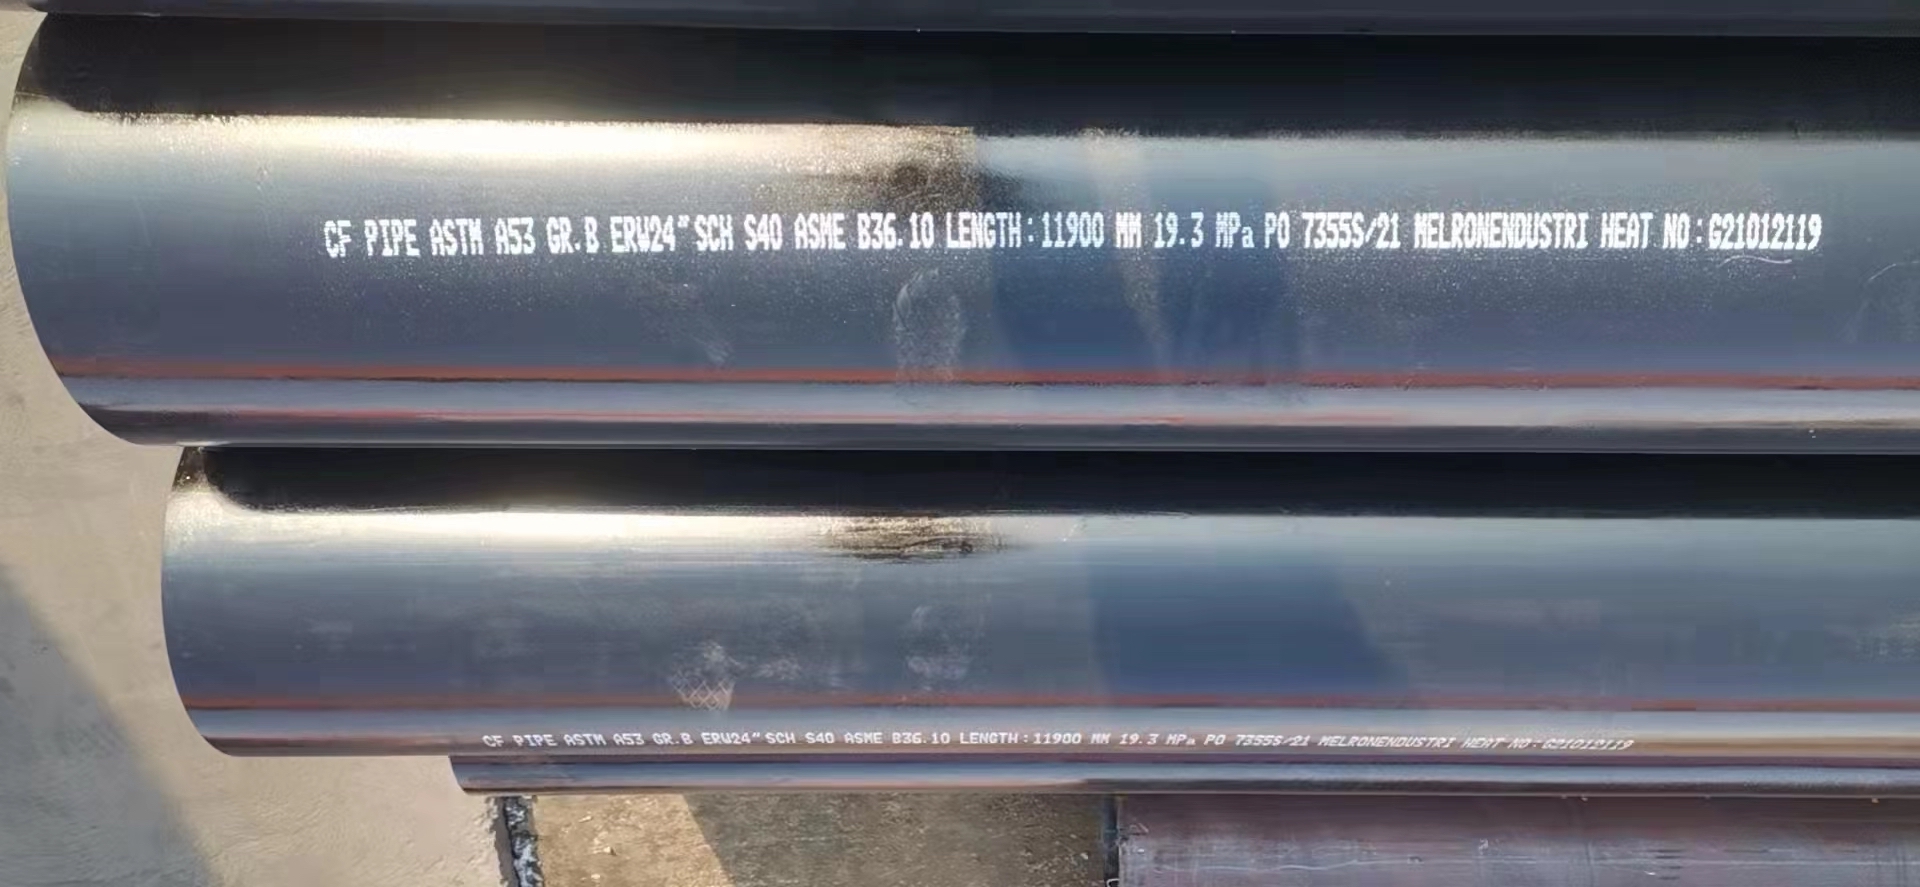 CF PIPE ASTM A53 GR.B ERW24"SCH S40 ASME B36.10 LENGTH:11900 MM 19.3 MPa PO 7355S/21 MELRONENDUSTRI HEAT NO:G21012119
CF PIPE ASTM A53 GR.B ERW24"SCH S40 ASME B36.10 LENGTH:11900 MM 19.3 MPa PO 7355S/21 MELRONENDUSTRI HEAT NO:G21012119